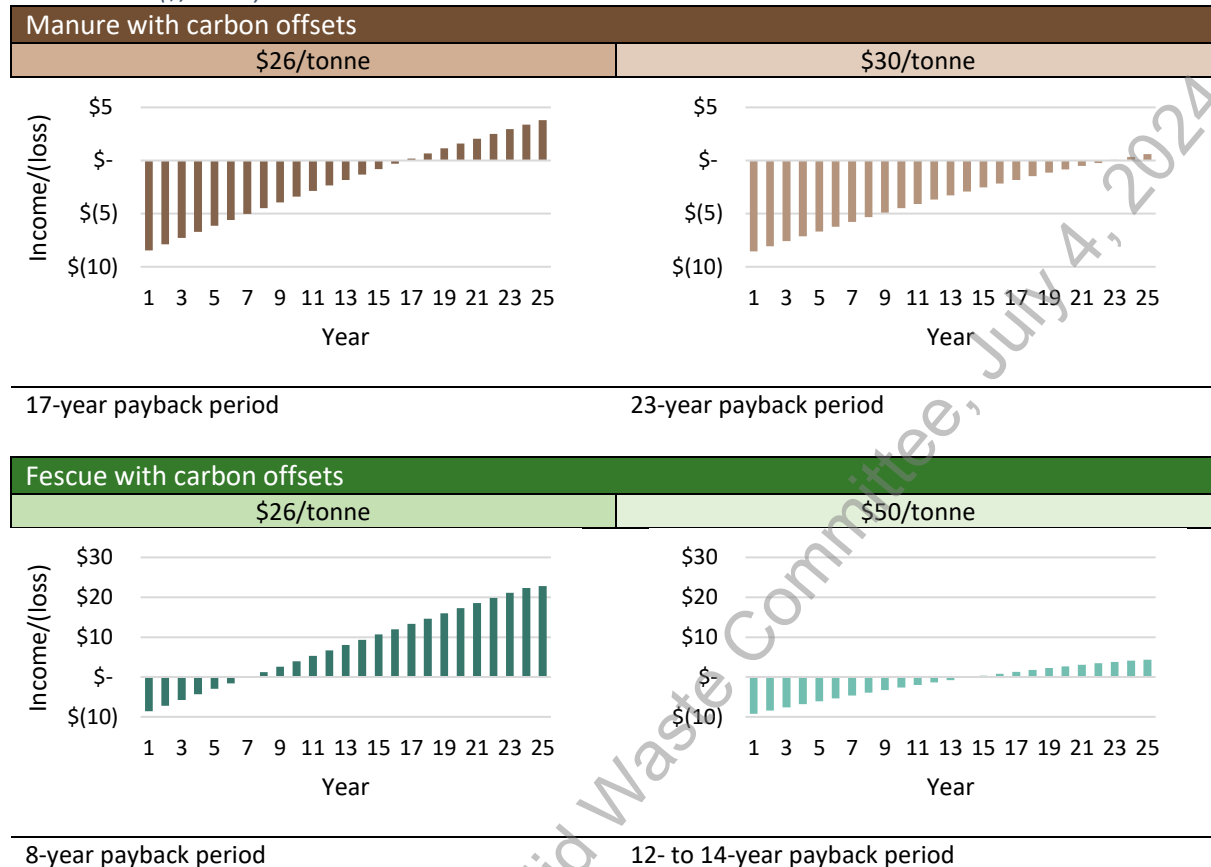 Manure with carbon offsets
$26/tonne $30/tonne
Income/(loss)
$5
$-
$(5)
$(10)
1 3 5 7 9 11 13 15 17 19 21 23 25
Year
$5
$-
$(5)
$(10)
1 3 5 7 9 11 13 15 17 19 21 23 25
Year
17-year payback period 23-year payback period
Fescue with carbon offsets
$26/tonne $50/tonne
Income/(loss)
$30
$20
$10
$-
$(10)
1 3 5 7 9 11 13 15 17 19 21 23 25
Year
$30
$20
$10
$-
$(10)
1 3 5 7 9 11 13 15 17 19 21 23 25
Year
8-year payback period 12- to 14-year payback period
Waste Committee, July 4, 2024